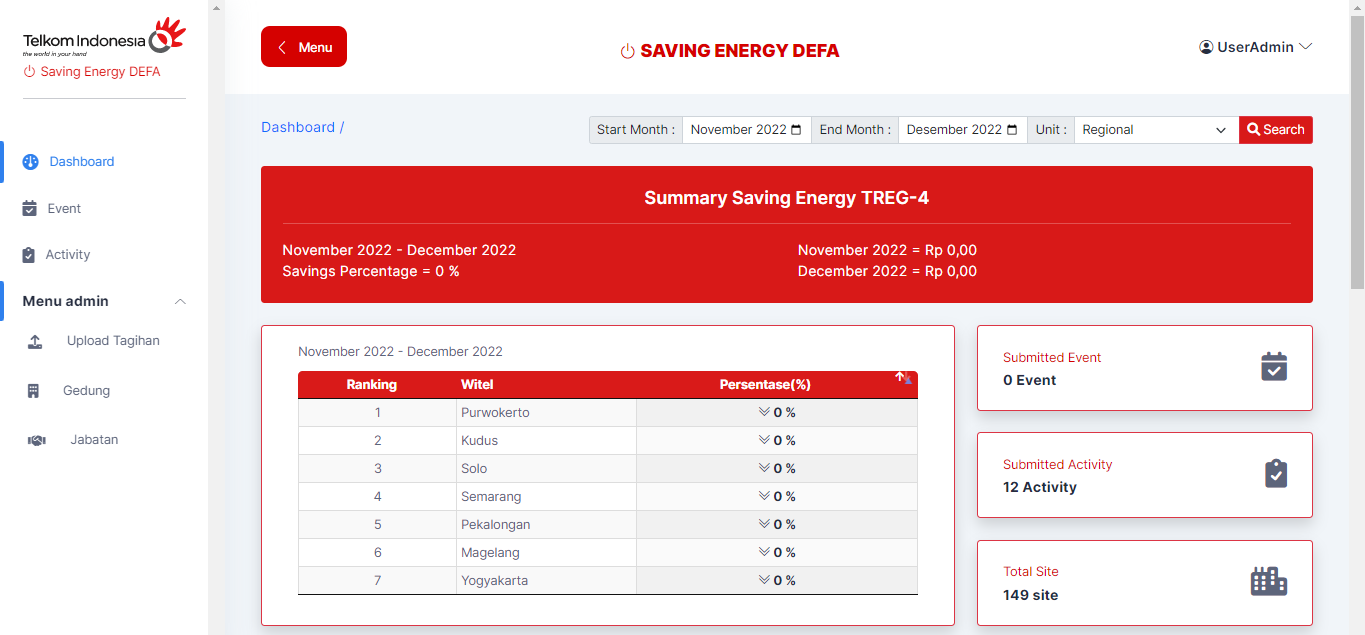 Telkom Indonesia
the world in your hand
Saving Energy DEFA
Dashboard
Event
Activity
Menu admin
Upload Tagihan
Gedung
Jabatan
Menu
SAVING ENERGY DEFA
UserAdmin
Dashboard /
Start Month : November 2022 End Month : Desember 2022 Unit : Regional Search
Summary Saving Energy TREG-4
November 2022 - December 2022
Savings Percentage = 0 %
November 2022 = Rp 0,00
December 2022 = Rp 0,00
November 2022 - December 2022
Ranking Witel Persentase(%)
1 Purwokerto 0 %
2 Kudus 0 %
3 Solo 0 %
4 Semarang 0 %
5 Pekalongan 0 %
6 Magelang 0 %
7 Yogyakarta 0 %
Submitted Event
0 Event
Submitted Activity
12 Activity
Total Site
149 site